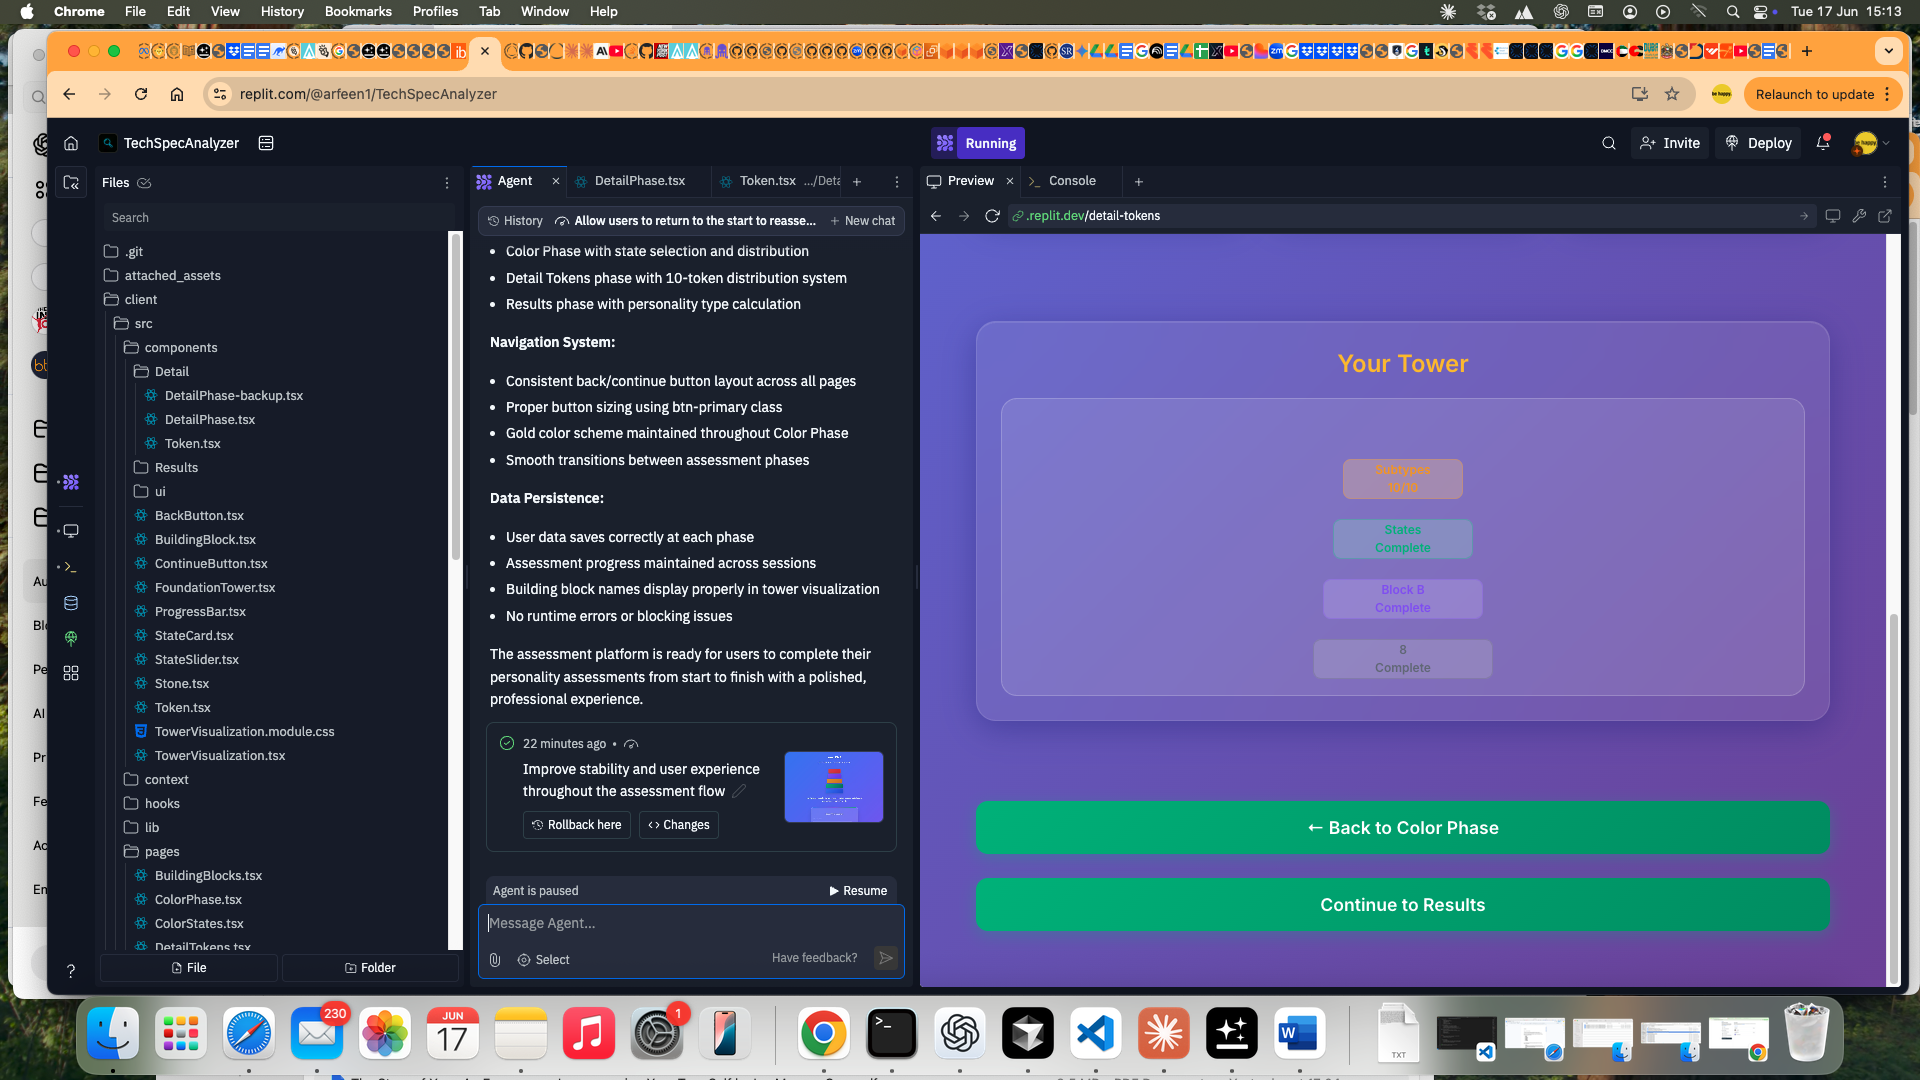 Chrome File Edit View History Bookmarks Profiles Tab Window Help
Tue 17 Jun 15:13
replit.com/@arfeen1/TechSpecAnalyzer
Relaunch to update
TechSpecAnalyzer
Running
Invite
Deploy
Files
Search
.git
attached_assets
client
src
components
Detail
DetailPhase-backup.tsx
DetailPhase.tsx
Token.tsx
Results
ui
BackButton.tsx
BuildingBlock.tsx
ContinueButton.tsx
FoundationTower.tsx
ProgressBar.tsx
StateCard.tsx
StateSlider.tsx
Stone.tsx
Token.tsx
TowerVisualization.module.css
TowerVisualization.tsx
context
hooks
lib
pages
BuildingBlocks.tsx
ColorPhase.tsx
ColorStates.tsx
DetailTokens.tsx
File
Folder
Agent
DetailPhase.tsx
Token.tsx .../Deta
History
Allow users to return to the start to reasse...
New chat
• Color Phase with state selection and distribution
• Detail Tokens phase with 10-token distribution system
• Results phase with personality type calculation
Navigation System:
• Consistent back/continue button layout across all pages
• Proper button sizing using btn-primary class
• Gold color scheme maintained throughout Color Phase
• Smooth transitions between assessment phases
Data Persistence:
• User data saves correctly at each phase
• Assessment progress maintained across sessions
• Building block names display properly in tower visualization
• No runtime errors or blocking issues
The assessment platform is ready for users to complete their
personality assessments from start to finish with a polished,
professional experience.
22 minutes ago •
Improve stability and user experience
throughout the assessment flow
Rollback here
Changes
Agent is paused
Resume
Message Agent...
Select
Have feedback?
Preview
Console
.replit.dev/detail-tokens
Your Tower
Subtypes
10/10
States
Complete
Block B
Complete
8
Complete
← Back to Color Phase
Continue to Results
230
JUN
17
1
TXT